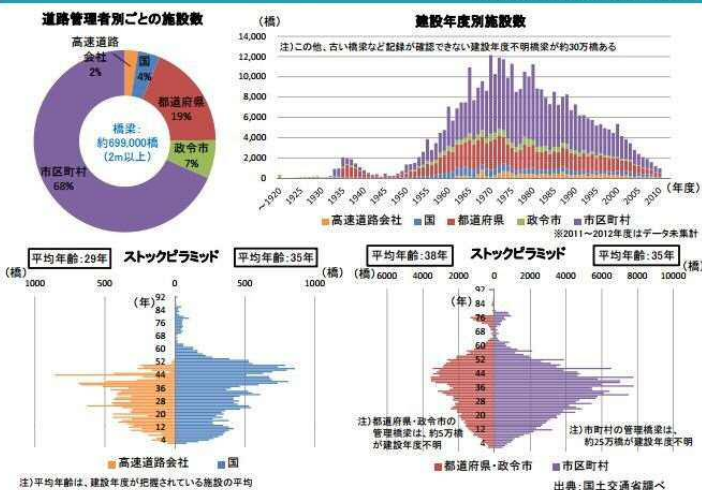 道路管理者別ごとの施設数
高速道路
会社
2%
国
4%
都道府県
19%
政令市
7%
市区町村
68%
橋梁:
約699,000橋
(2m以上)
建設年度別施設数
(橋)
注)この他、古い橋など記録が確認できない建設年度不明橋梁が約30万橋ある
14,000
12,000
10,000
8,000
6,000
4,000
2,000
0
~1920
1925
1930
1935
1940
1945
1950
1955
1960
1965
1970
1975
1980
1985
1990
1995
2000
2005
2010
(年度)
高速道路会社 国 都道府県 政令市 市区町村
※2011~2012年度はデータ未集計
平均年齢:29年 ストックピラミッド 平均年齢:35年
(橋) (橋)
1000 500 0 500 1000
(年)
92
84
76
68
60
52
44
36
28
20
12
4
高速道路会社 国
注)平均年齢は、建設年度が把握されている施設の平均
平均年齢:38年 ストックピラミッド 平均年齢:35年
(橋) (橋)
6000 4000 2000 0 2000 4000 6000 8000 10000
(年)
92
84
76
68
60
52
44
36
28
20
12
4
注)都道府県・政令市の
管理橋梁は、約5万橋
が建設年度不明
注)市町村の管理橋梁は、
約25万橋が建設年度不明
都道府県・政令市 市区町村
出典:国土交通省調べ